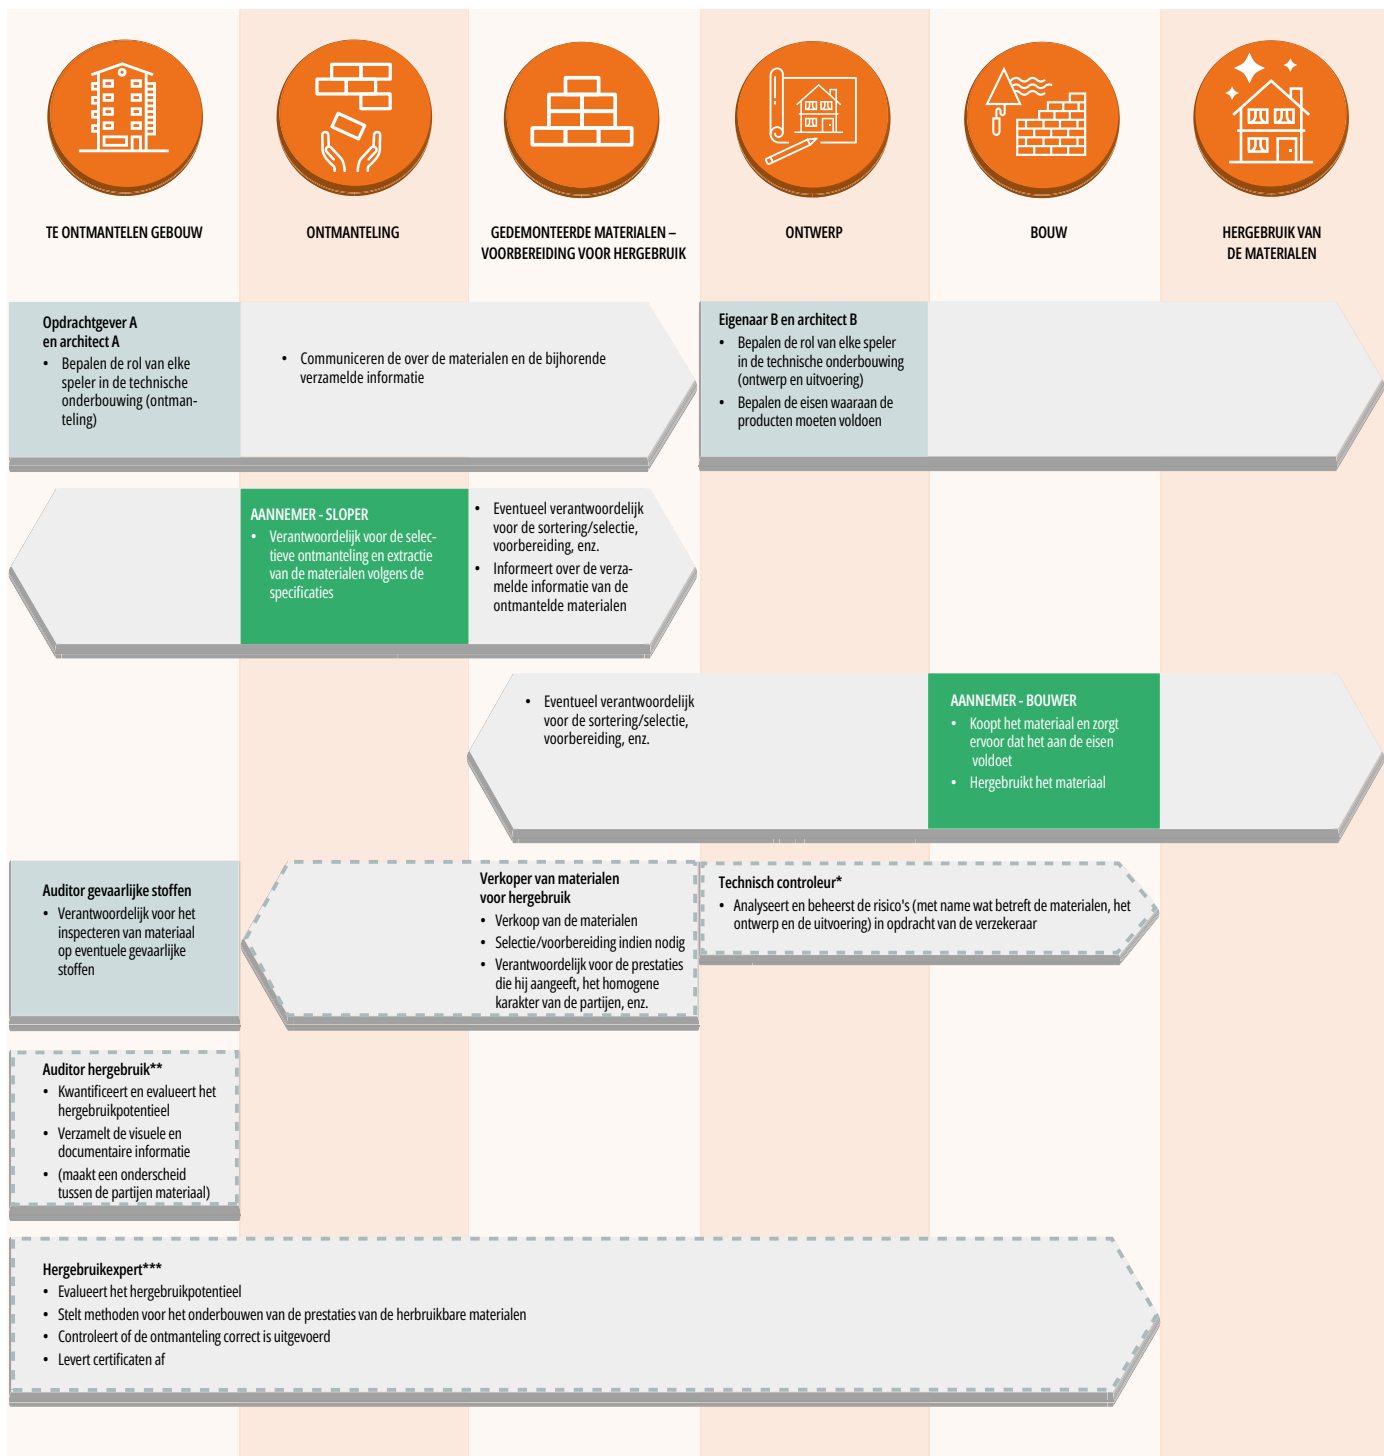 TE ONTMANTELEN GEBOUW
ONTMANTELING
GEDEMONTEERDE MATERIALEN –
VOORBEREIDING VOOR HERGEBRUIK
ONTWERP
BOUW
HERGEBRUIK VAN
DE MATERIALEN
Opdrachtgever A
en architect A
• Bepalen de rol van elke
speler in de technische
onderbouwing (ontman-
teling)
• Communiceren de over de materialen en de bijhorende
verzamelde informatie
Eigenaar B en architect B
• Bepalen de rol van elke speler
in de technische onderbouwing
(ontwerp en uitvoering)
• Bepalen de eisen waaraan de
producten moeten voldoen
AANNEMER - SLOPER
• Verantwoordelijk voor de selec-
tieve ontmanteling en extractie
van de materialen volgens de
specificaties
• Eventueel verantwoordelijk
voor de sortering/selectie,
voorbereiding, enz.
• Informeert over de verza-
melde informatie van de
ontmantelde materialen
• Eventueel verantwoordelijk
voor de sortering/selectie,
voorbereiding, enz.
AANNEMER - BOUWER
• Koopt het materiaal en zorgt
ervoor dat het aan de eisen
voldoet
• Hergebruikt het materiaal
Auditor gevaarlijke stoffen
• Verantwoordelijk voor het
inspecteren van materiaal
op eventuele gevaarlijke
stoffen
Verkoper van materialen
voor hergebruik
• Verkoop van de materialen
• Selectie/voorbereiding indien nodig
• Verantwoordelijk voor de prestaties
die hij aangeeft, het homogene
karakter van de partijen, enz.
Technisch controleur*
• Analyseert en beheerst de risico's (met name wat betreft de materialen, het
ontwerp en de uitvoering) in opdracht van de verzekeraar
Auditor hergebruik**
• Kwantificeert en evalueert het
hergebruikpotentieel
• Verzamelt de visuele en
documentaire informatie
• (maakt een onderscheid
tussen de partijen materiaal)
Hergebruikexpert***
• Evalueert het hergebruikpotentieel
• Stelt methoden voor het onderbouwen van de prestaties van de herbruikbare materialen
• Controleert of de ontmanteling correct is uitgevoerd
• Levert certificaten af